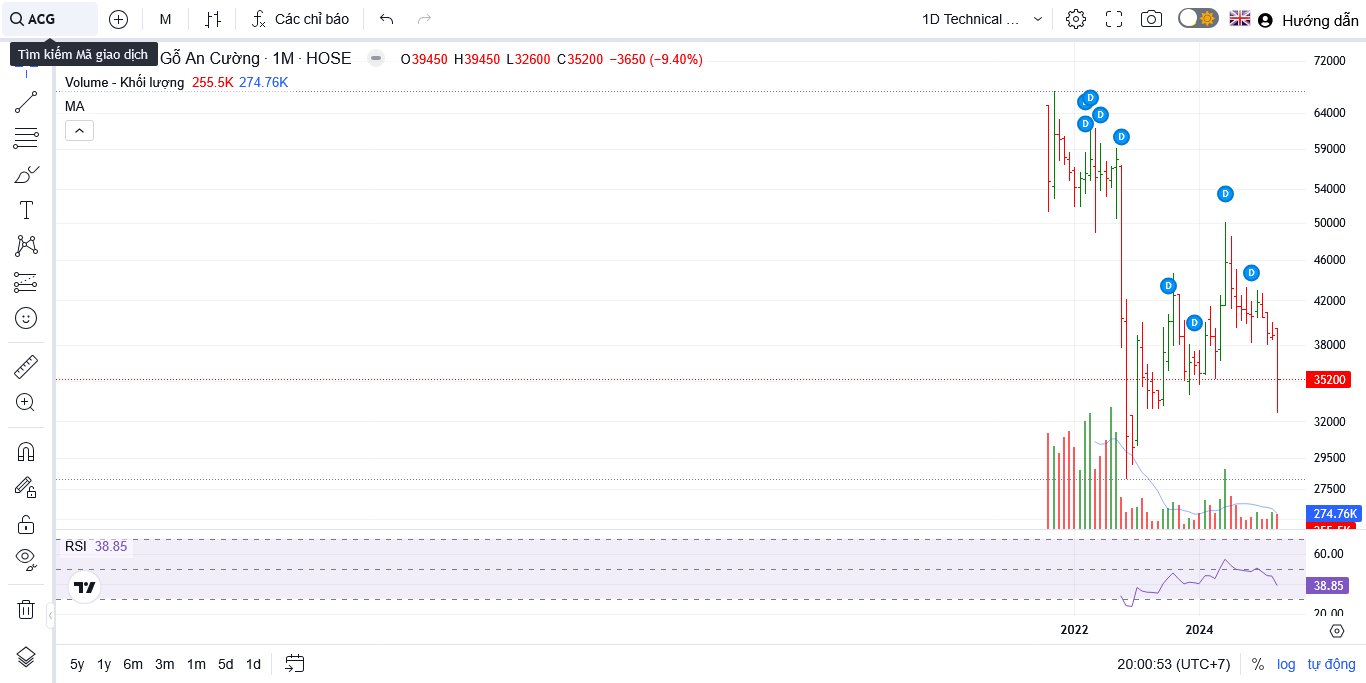 ACG
M
Các chỉ báo
1D Technical ...
Hướng dẫn
Tìm kiếm Mã giao dịch
Gỗ An Cường · 1M · HOSE
O39450 H39450 L32600 C35200 −3650 (−9.40%)
Volume - Khối lượng 255.5K 274.76K
MA
D
D
D
D
D
D
D
D
72000
64000
59000
54000
50000
46000
42000
38000
35200
32000
29500
27500
274.76K
255.5K
RSI 38.85
60.00
38.85
20.00
2022
2024
5y 1y 6m 3m 1m 5d 1d
20:00:53 (UTC+7)
%
log
tự động